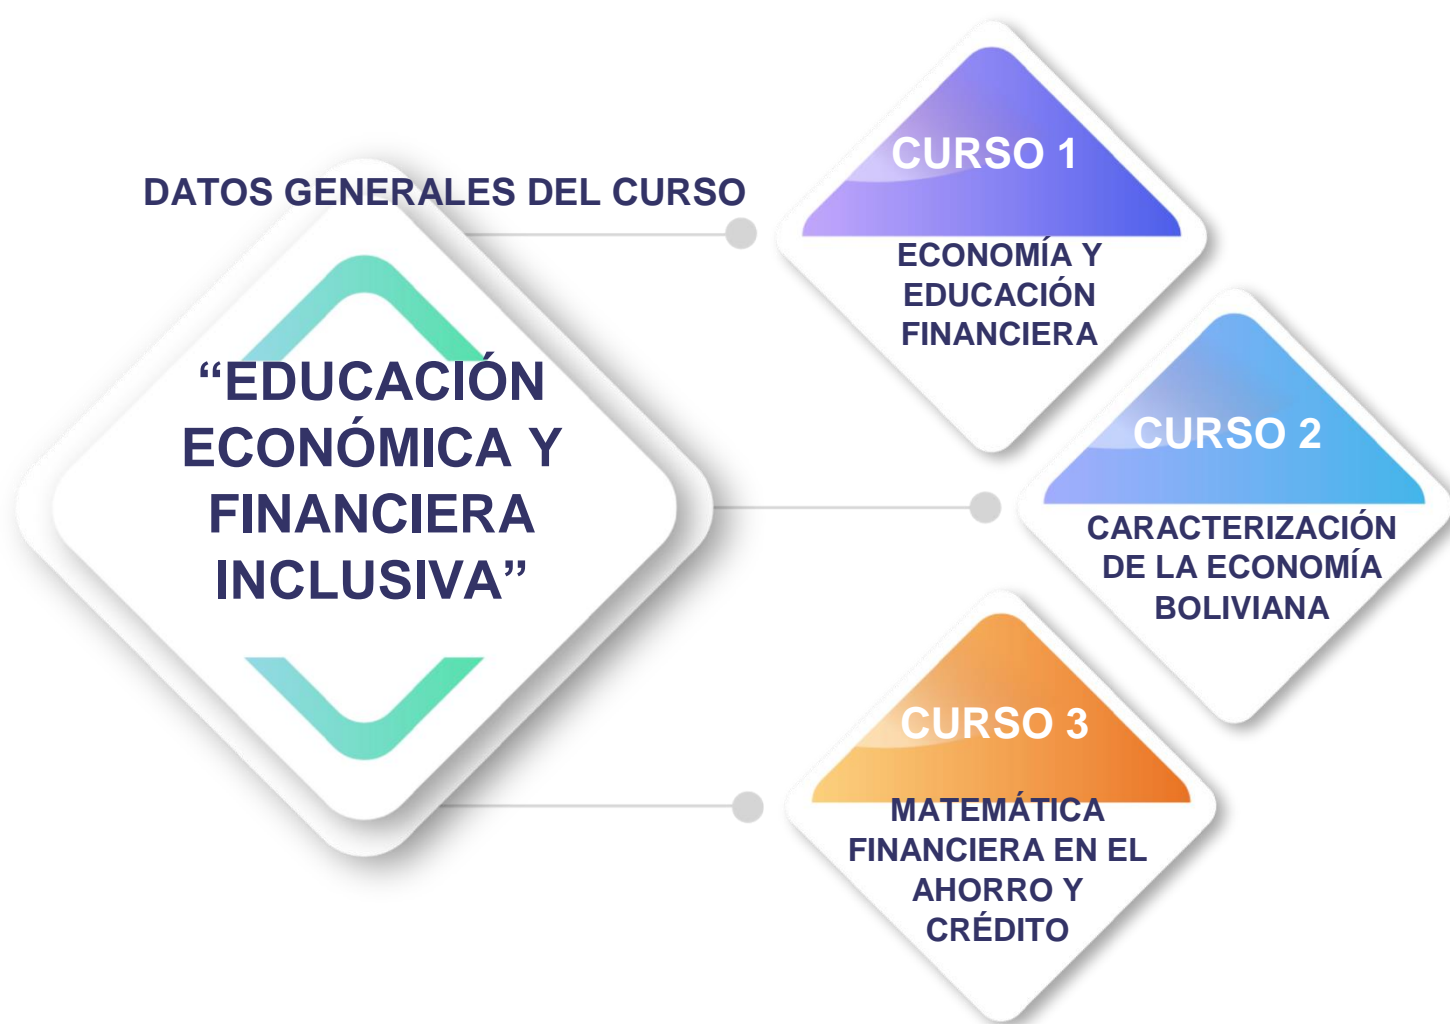 DATOS GENERALES DEL CURSO
“EDUCACIÓN
ECONÓMICA Y
FINANCIERA
INCLUSIVA”
CURSO 1
ECONOMÍA Y
EDUCACIÓN
FINANCIERA
CURSO 2
CARACTERIZACIÓN
DE LA ECONOMÍA
BOLIVIANA
CURSO 3
MATEMÁTICA
FINANCIERA EN EL
AHORRO Y
CRÉDITO